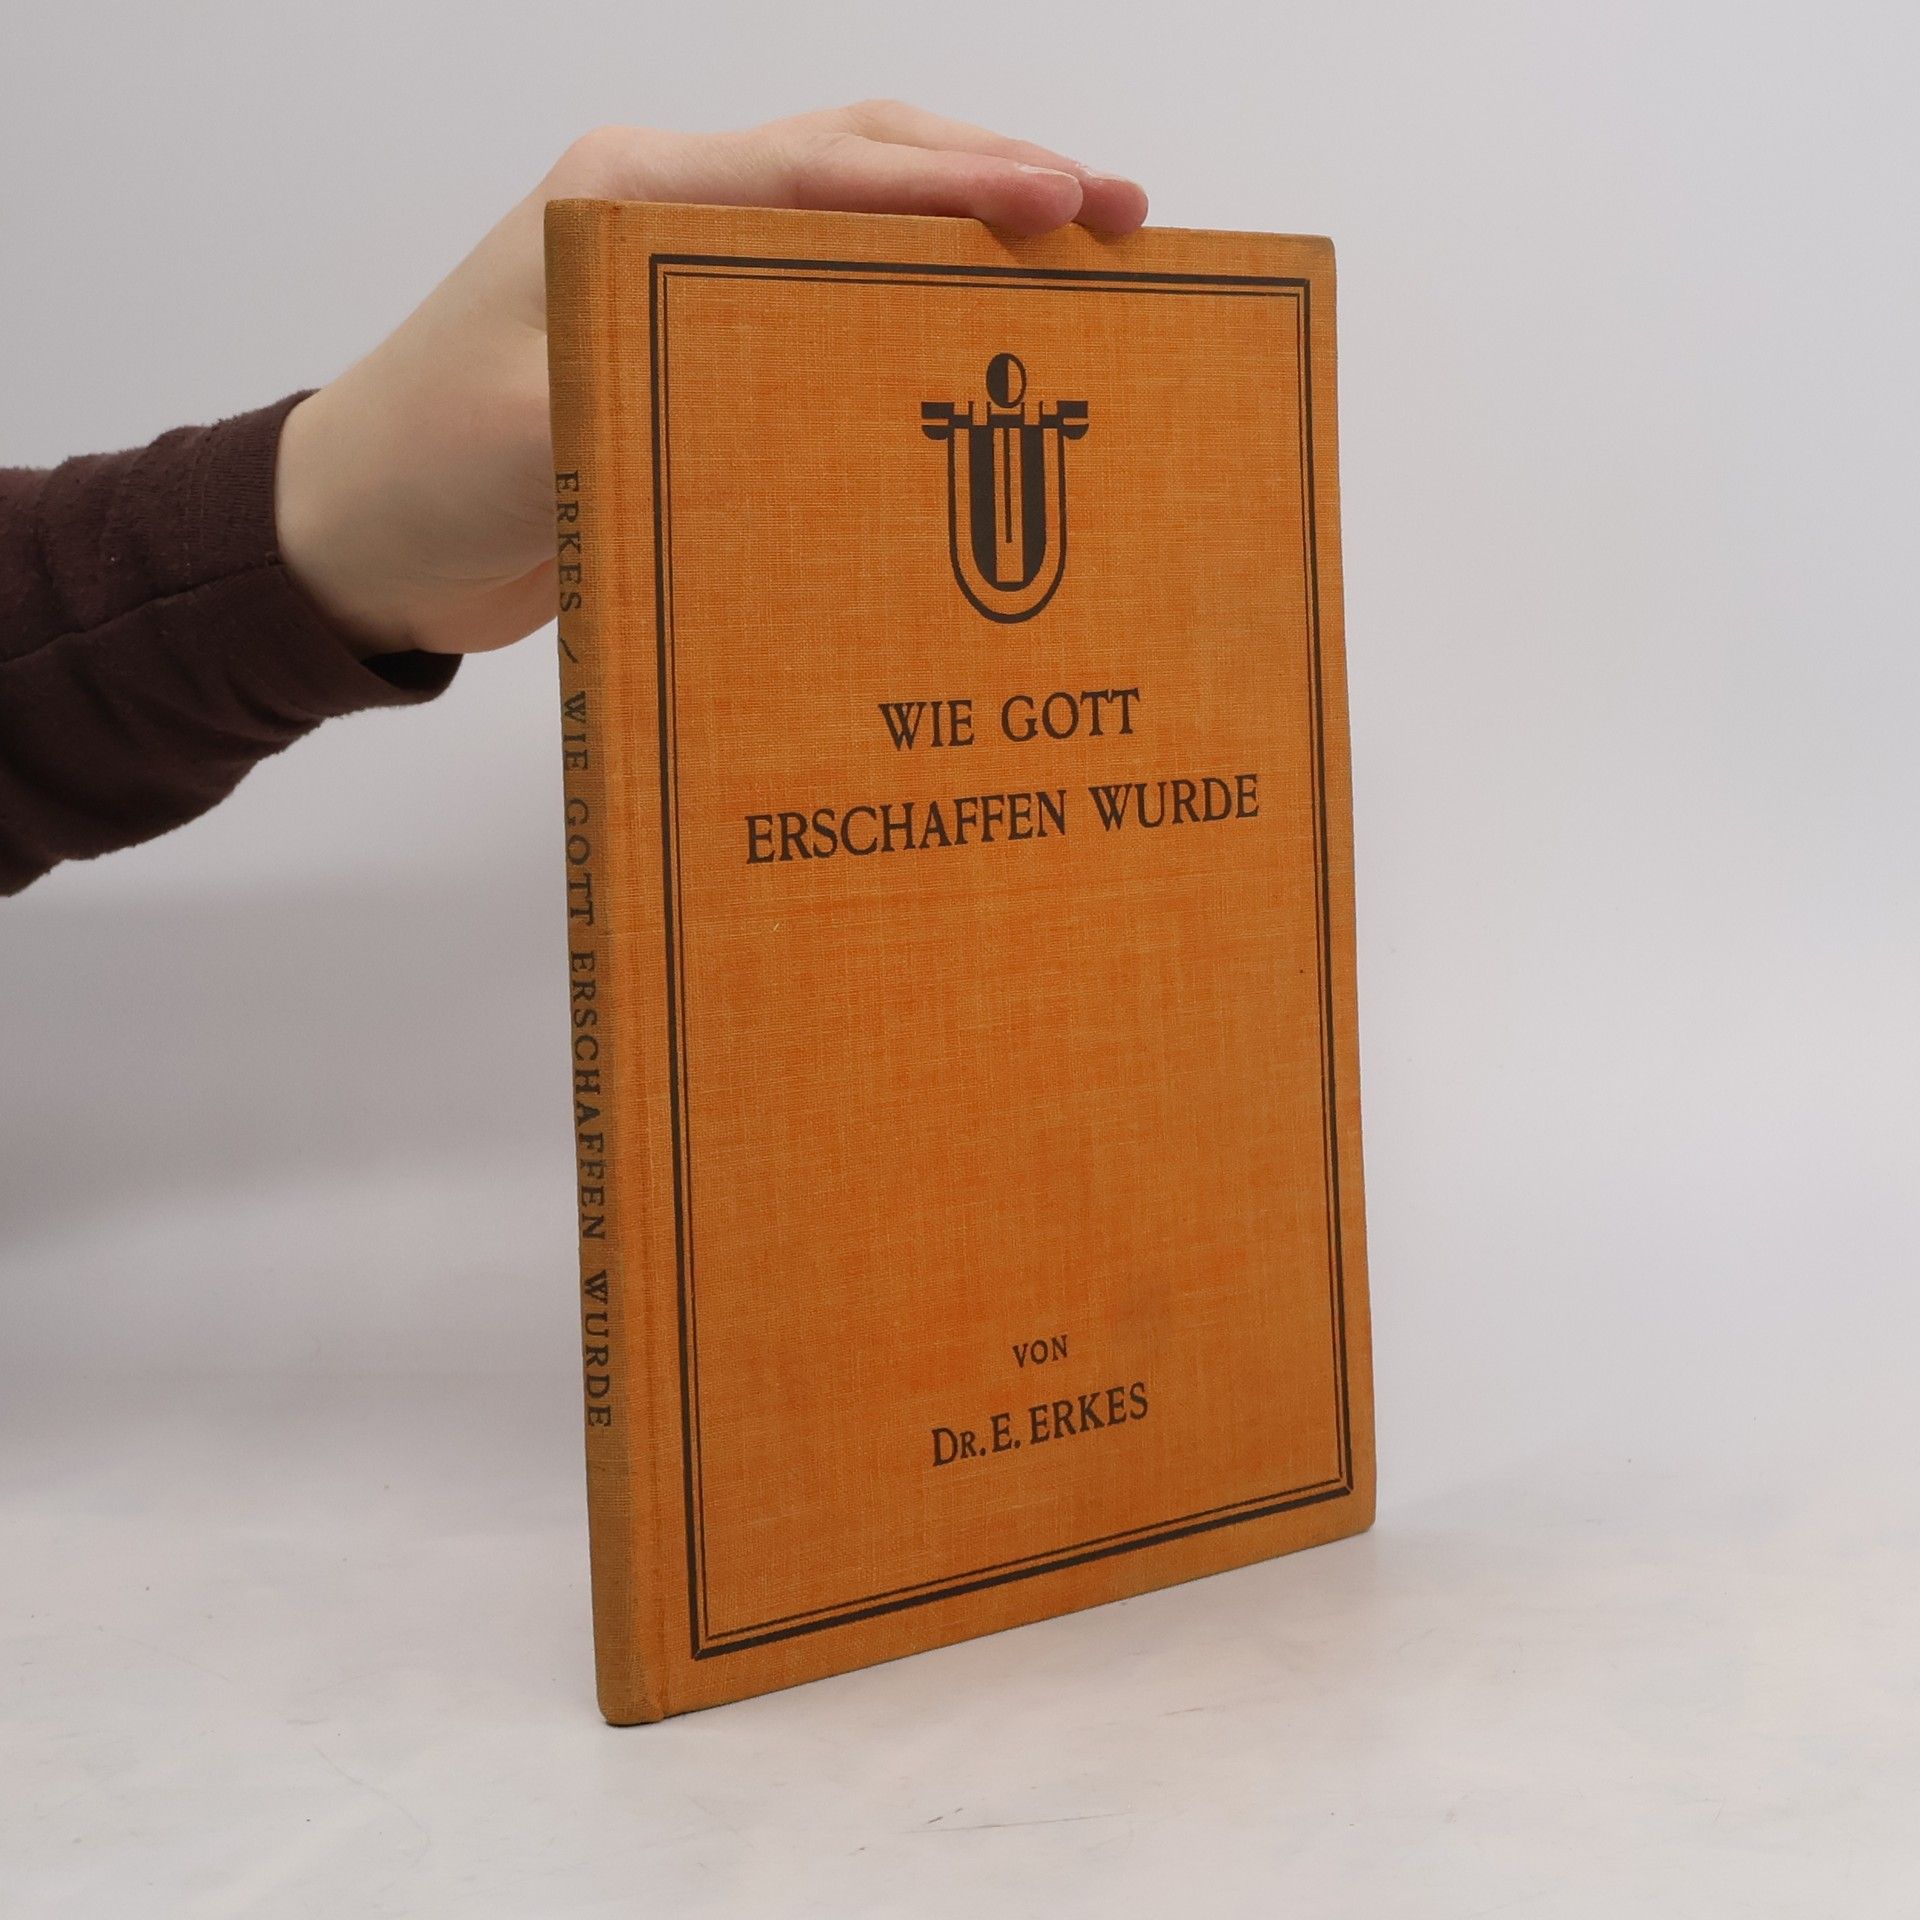 ERKES / WIE GOTT ERSCHAFFEN WURDE
WIE GOTT
ERSCHAFFEN WURDE
VON
DR. E. ERKES